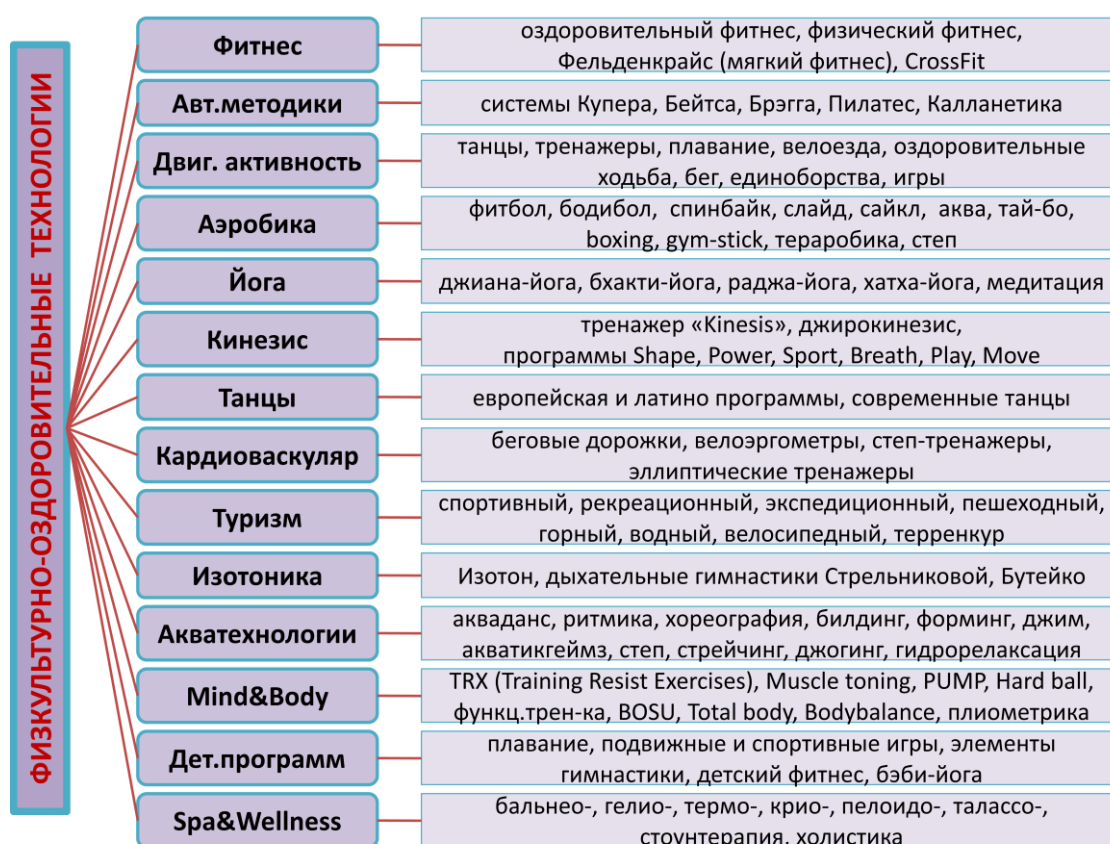 ФИЗКУЛЬТУРНО-ОЗДОРОВИТЕЛЬНЫЕ ТЕХНОЛОГИИ
Фитнес
оздоровительный фитнес, физический фитнес,
Фельденкрайс (мягкий фитнес), CrossFit
Авт.методики
системы Купера, Бейтса, Брэгга, Пилатес, Калланетика
Двиг. активность
танцы, тренажеры, плавание, велоезда, оздоровительные
ходьба, бег, единоборства, игры
Аэробика
фитбол, бодибол, спинбайк, слайд, сайкл, аква, тай-бо,
boxing, gym-stick, тераробика, степ
Йога
джиана-йога, бхакти-йога, раджа-йога, хатха-йога, медитация
Кинезис
тренажер «Kinesis», джирокинезис,
программы Shape, Power, Sport, Breath, Play, Move
Танцы
европейская и латино программы, современные танцы
Кардиоваскуляр
беговые дорожки, велоэргометры, степ-тренажеры,
эллиптические тренажеры
Туризм
спортивный, рекреационный, экспедиционный, пешеходный,
горный, водный, велосипедный, терренкур
Изотоника
Изотон, дыхательные гимнастики Стрельниковой, Бутейко
Акватехнологии
акваданс, ритмика, хореография, билдинг, форминг, джим,
акватикгеймз, степ, стрейчинг, джогинг, гидрорелаксация
Mind&Body
TRX (Training Resist Exercises), Muscle toning, PUMP, Hard ball,
функц.трен-ка, BOSU, Total body, Bodybalance, плиометрика
Дет.программ
плавание, подвижные и спортивные игры, элементы
гимнастики, детский фитнес, бэби-йога
Spa&Wellness
бальнео-, гелио-, термо-, крио-, пелоидо-, талассо-,
стоунтерапия, холистика